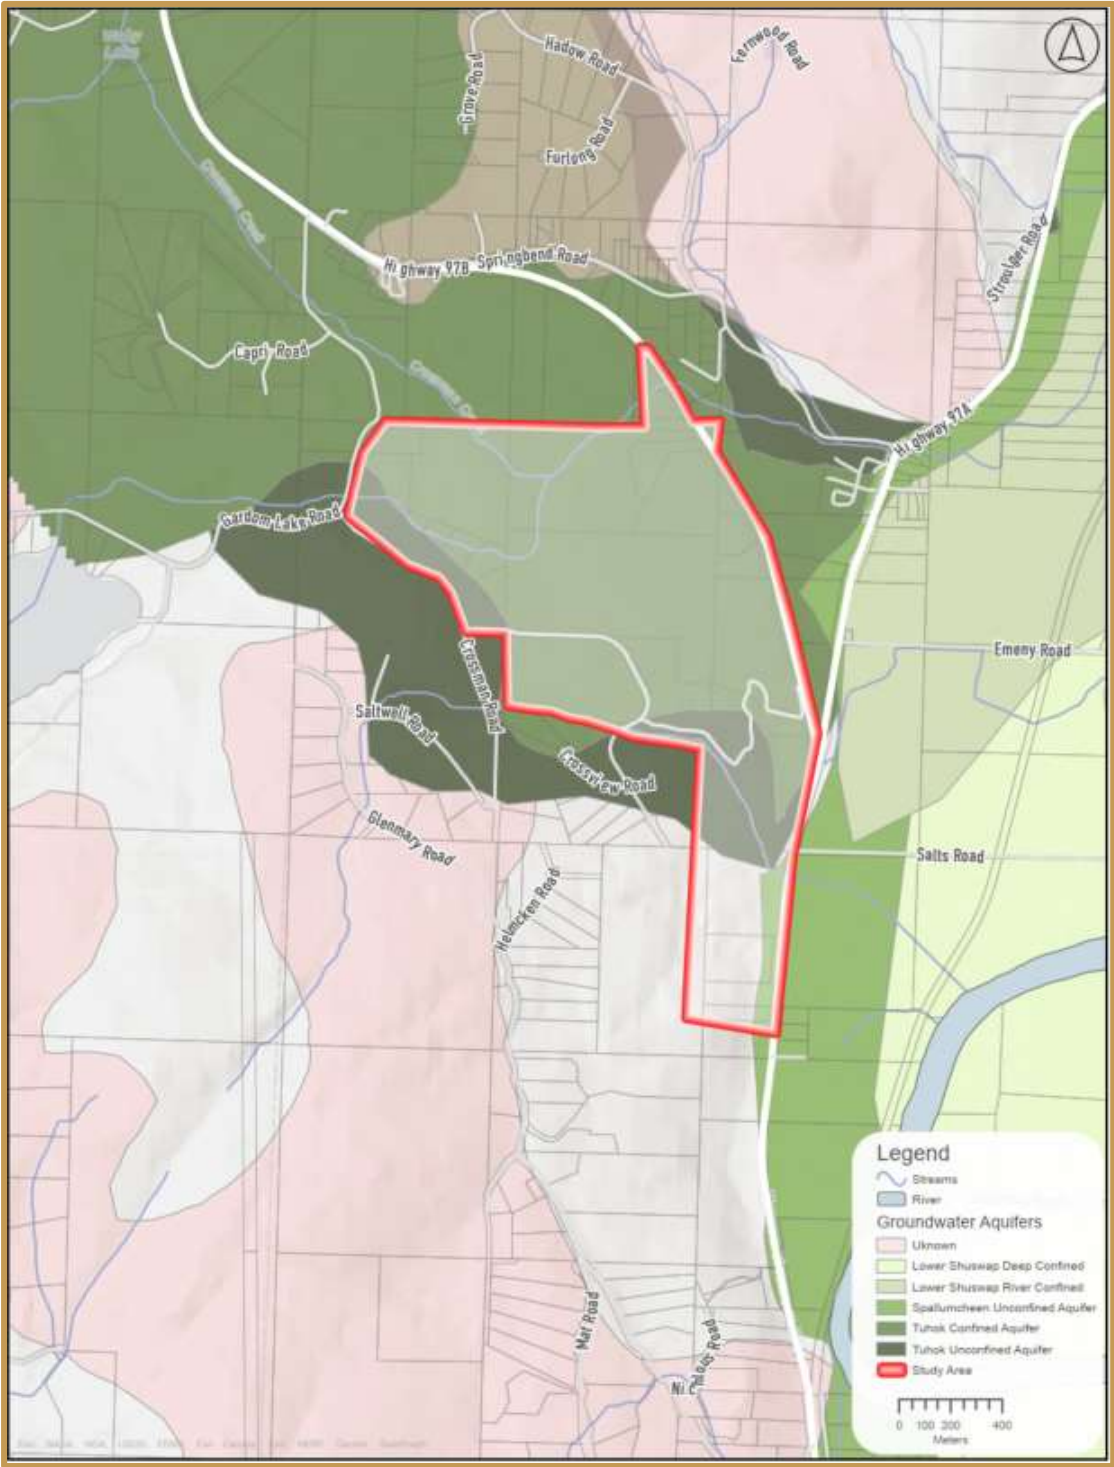 Hadow Road
Fernwood Road
Grove Road
Furlong Road
Highway 97B
Springbend Road
Stroulger Road
Capri Road
Highway 97A
Gardom Lake Road
Emeny Road
Crossman Road
Saltwell Road
Crossview Road
Glenmary Road
Salts Road
Helmcken Road
Mat Road
Legend
Streams
River
Groundwater Aquifers
Uknown
Lower Shuswap Deep Confined
Lower Shuswap River Confined
Spallumcheen Unconfined Aquifer
Tuhok Confined Aquifer
Tuhok Unconfined Aquifer
Study Area
0 100 200 400
Meters